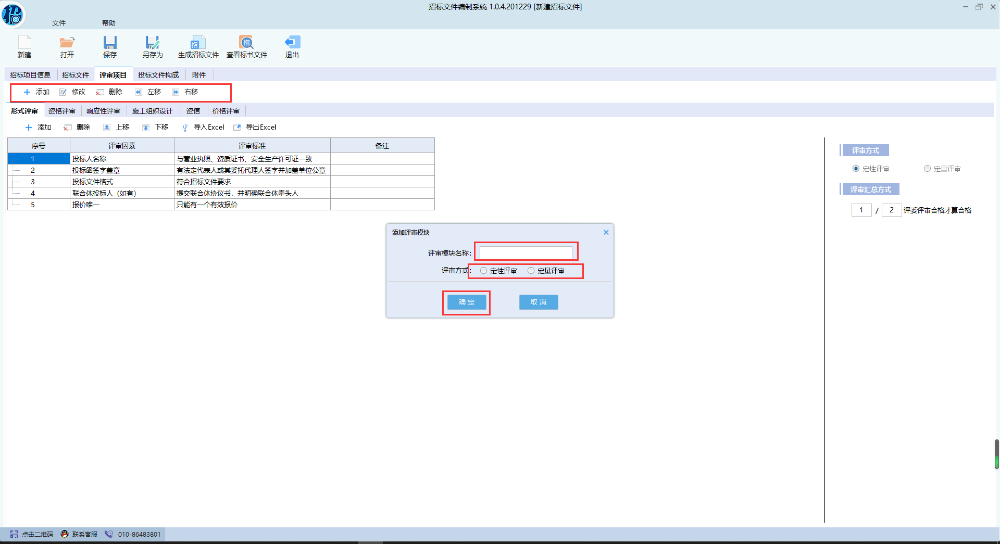 招标文件编制系统 1.0.4.201229 [新建招标文件]
招
文件 帮助
招 招
新建 打开 保存 另存为 生成招标文件 查看标书文件 退出
招标项目信息 招标文件 评审项目 投标文件构成 附件
添加 修改 删除 左移 右移
形式评审 资格评审 响应性评审 施工组织设计 资信 价格评审
添加 删除 上移 下移 导入Excel 导出Excel
序号 评审因素 评审标准 备注
1 投标人名称 与营业执照、资质证书、安全生产许可证一致
2 投标函签字盖章 有法定代表人或其委托代理人签字并加盖单位公章
3 投标文件格式 符合招标文件要求
4 联合体投标人（如有） 提交联合体协议书，并明确联合体牵头人
5 报价唯一 只能有一个有效报价
评审方式
定性评审 定量评审
评审汇总方式
1 / 2 评委评审合格才算合格
添加评审模块
评审模块名称：
评审方式： 定性评审 定量评审
确 定 取 消
点击二维码 联系客服 010-86483801